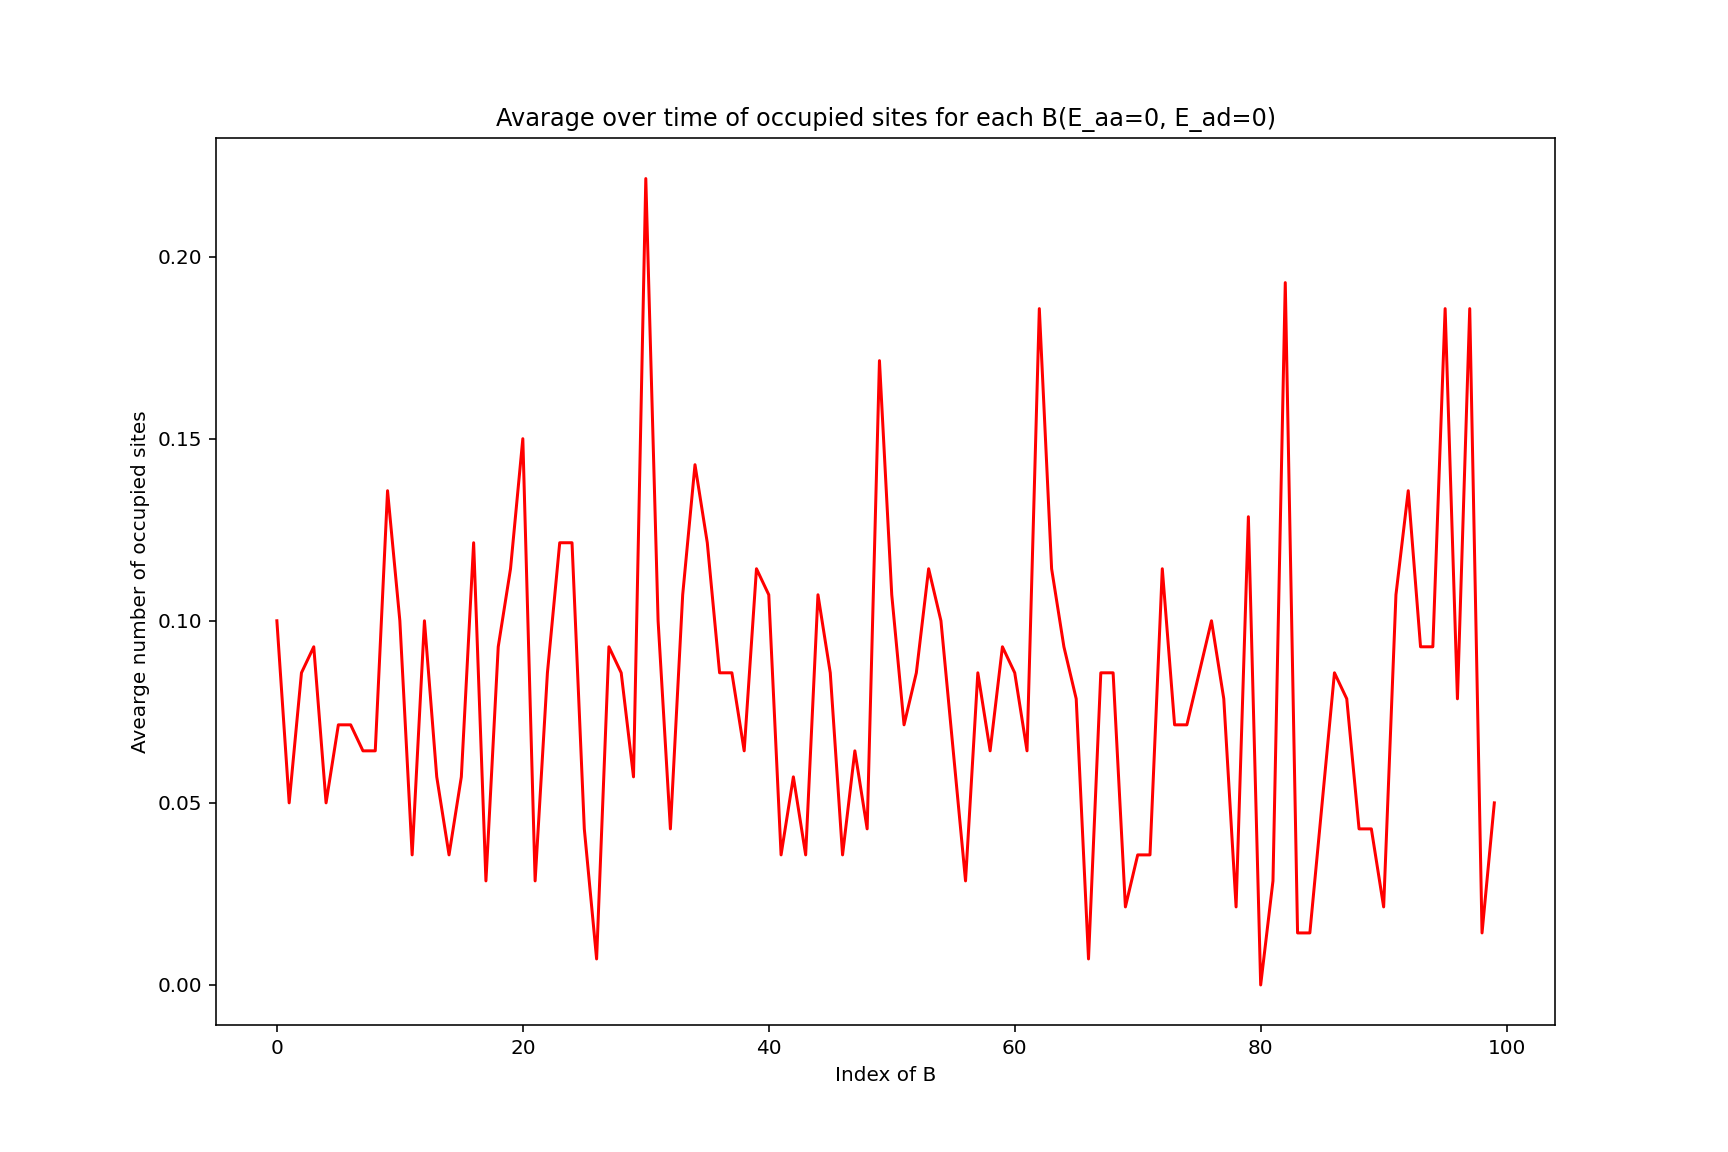 Avarage over time of occupied sites for each B(E_aa=0, E_ad=0)
Avearge number of occupied sites
0.20
0.15
0.10
0.05
0.00
0 20 40 60 80 100
Index of B